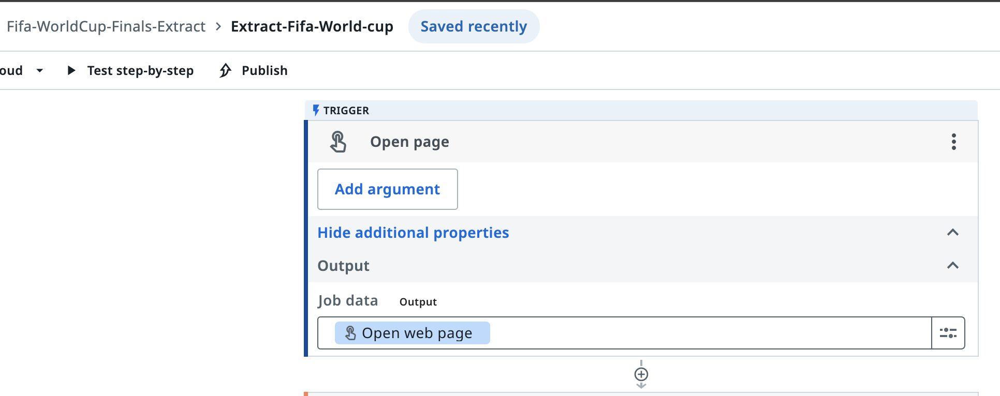 Fifa-WorldCup-Finals-Extract > Extract-Fifa-World-cup Saved recently
oud Test step-by-step Publish
TRIGGER
Open page
Add argument
Hide additional properties
Output
Job data Output
Open web page